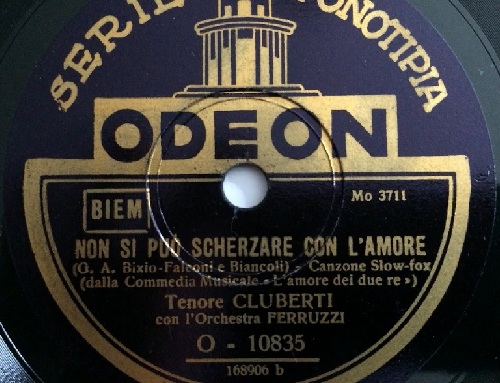 SERIE FONOTIPIA
ODEON
BIEM
Mo 3711
NON SI PUÒ SCHERZARE CON L'AMORE
(G. A. Bixio-Falconi e Biancoli) - Canzone Slow-fox
(dalla Commedia Musicale «L'amore dei due re»)
Tenore CLUBERTI
con l'Orchestra FERRUZZI
O - 10835
168906 b